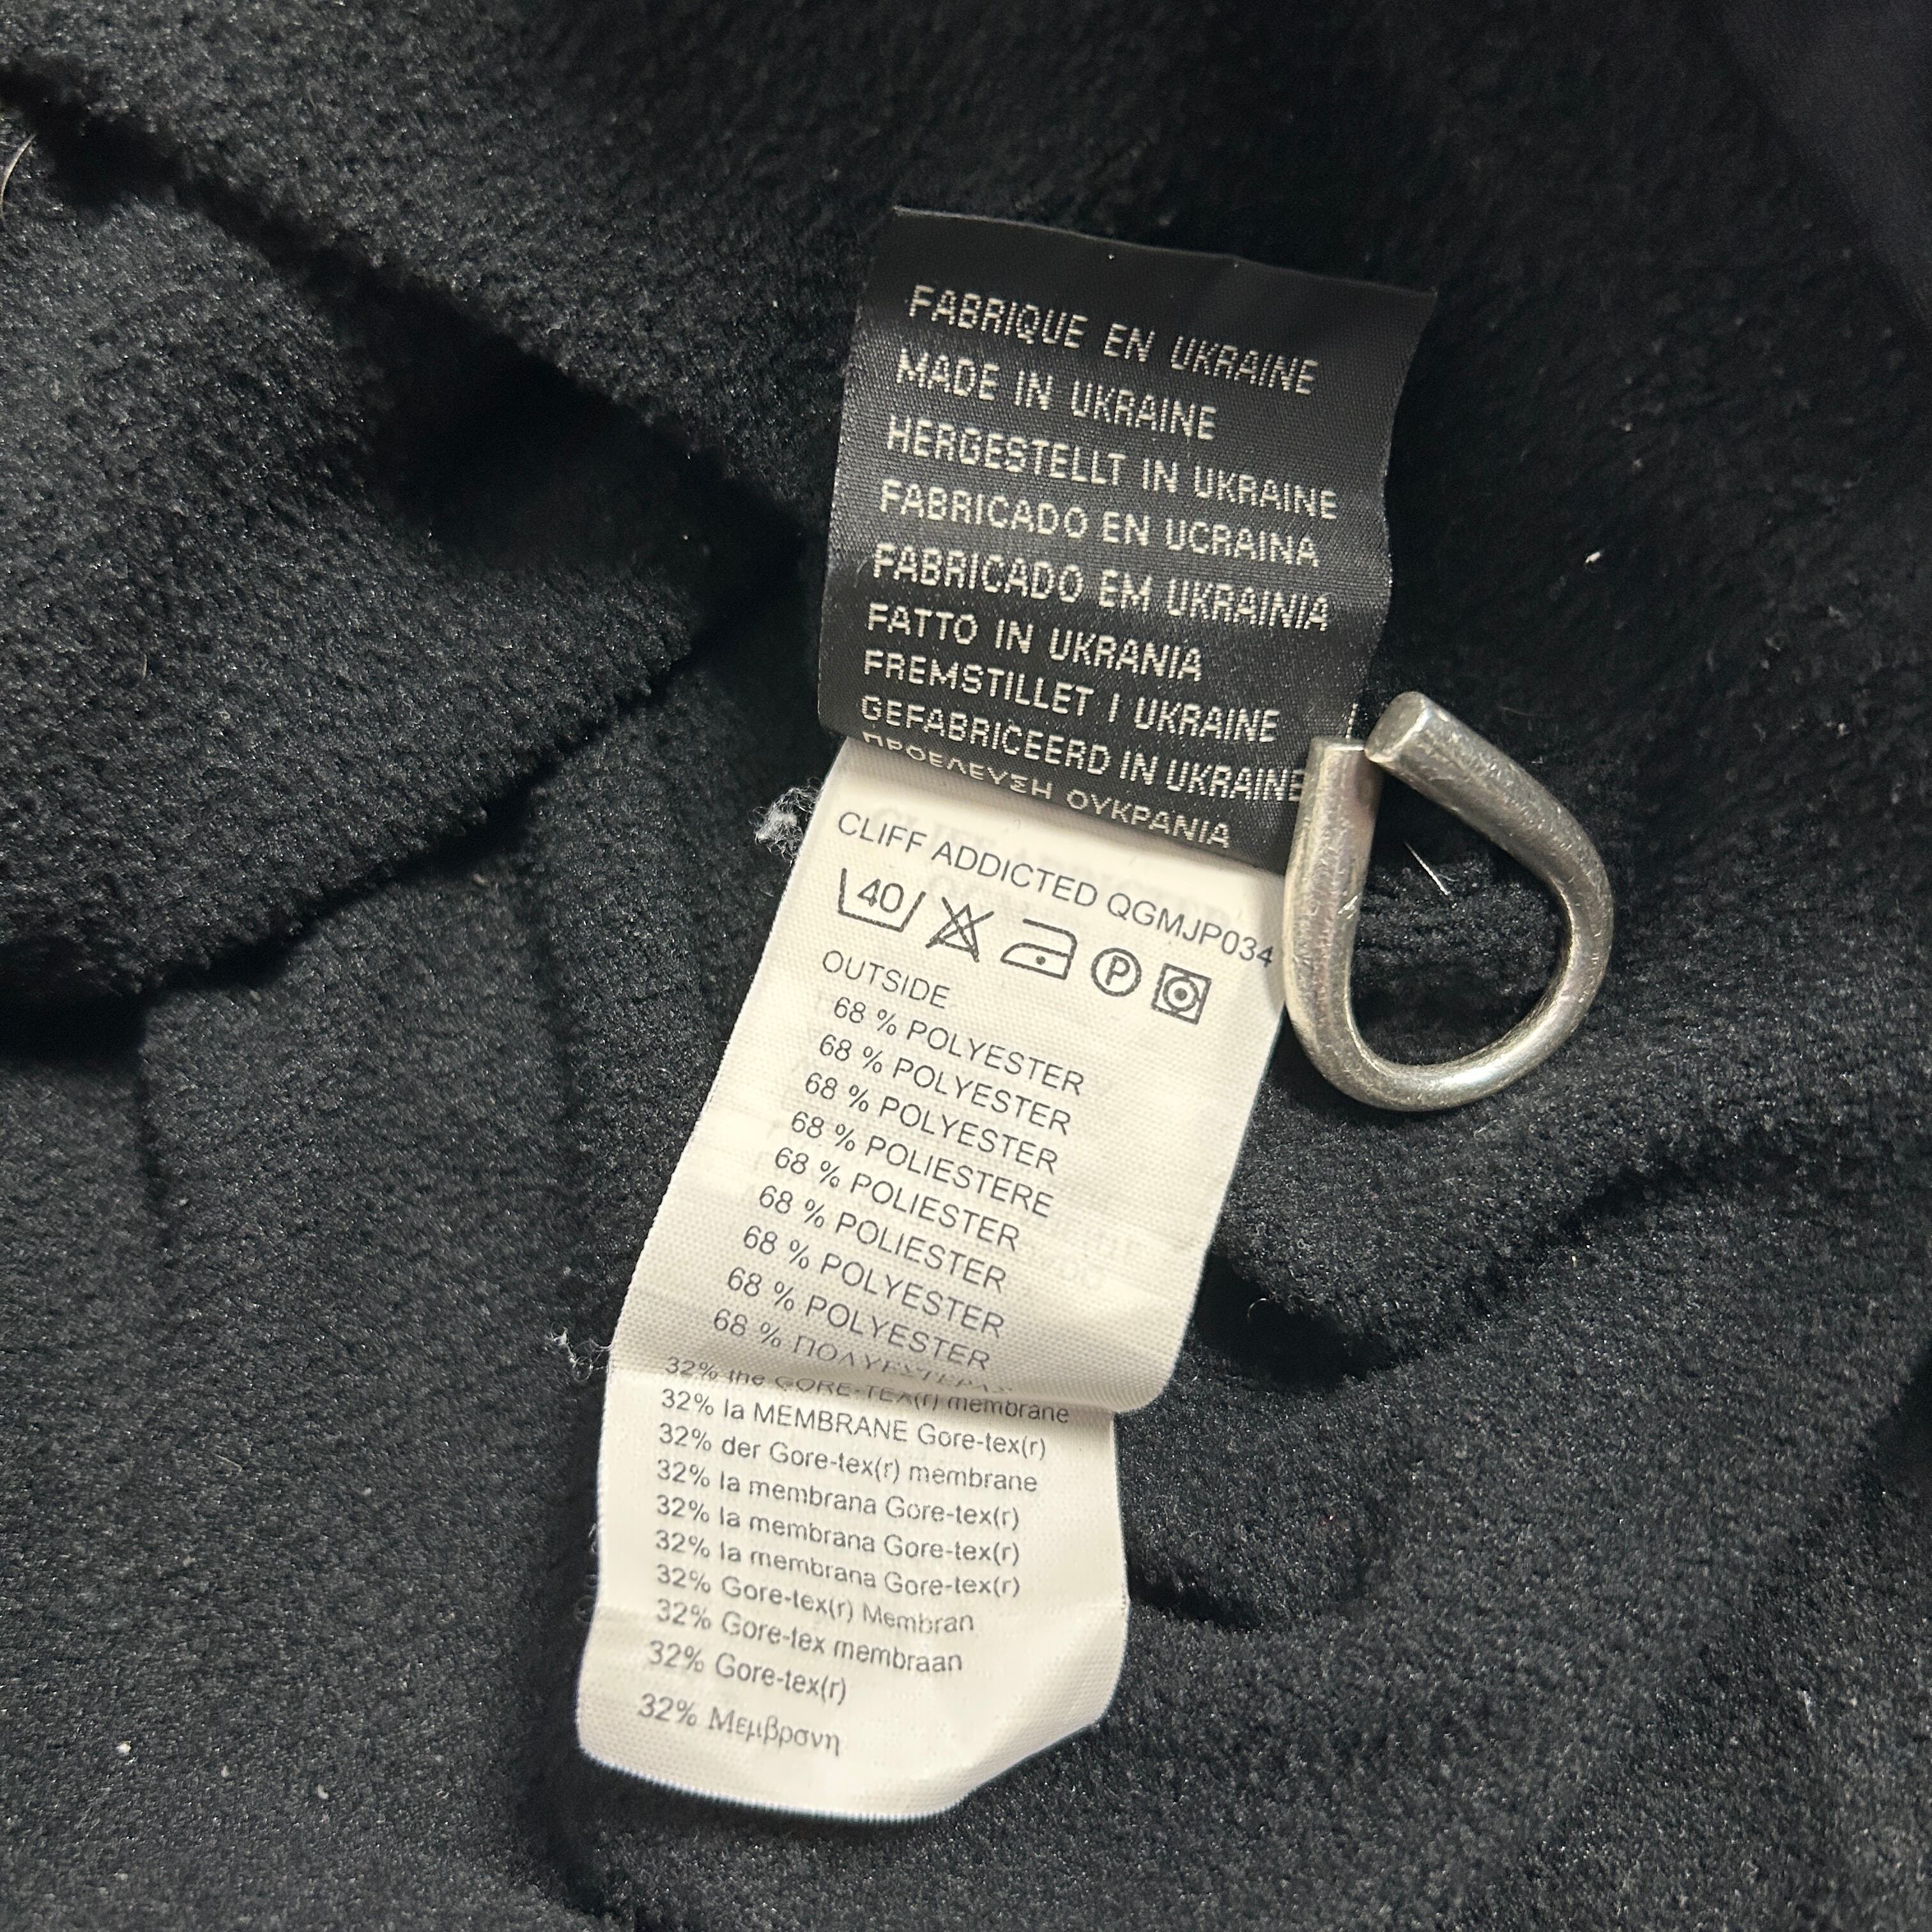 FABRIQUE EN UKRAINE
MADE IN UKRAINE
HERGESTELLT IN UKRAINE
FABRICADO EN UCRAINA
FABRICADO EM UKRAINIA
FATTO IN UKRANIA
FREMSTILLET I UKRAINE
GEFABRICEERD IN UKRAINE
ΠΡΟΕΛΕΥΣΗ ΟΥΚΡΑΝΙΑ
CLIFF ADDICTED QGMJP034
40 P
OUTSIDE
68 % POLYESTER
68 % POLYESTER
68 % POLYESTER
68 % POLIESTERE
68 % POLIESTER
68 % POLIESTER
68 % POLYESTER
68 % POLYESTER
68 % ΠΟΛΥΕΣΤΕΡΑΣ
32% the GORE-TEX(r) membrane
32% la MEMBRANE Gore-tex(r)
32% der Gore-tex(r) membrane
32% la membrana Gore-tex(r)
32% la membrana Gore-tex(r)
32% la membrana Gore-tex(r)
32% Gore-tex(r) Membran
32% Gore-tex membraan
32% Gore-tex(r)
32% Μεμβρανη